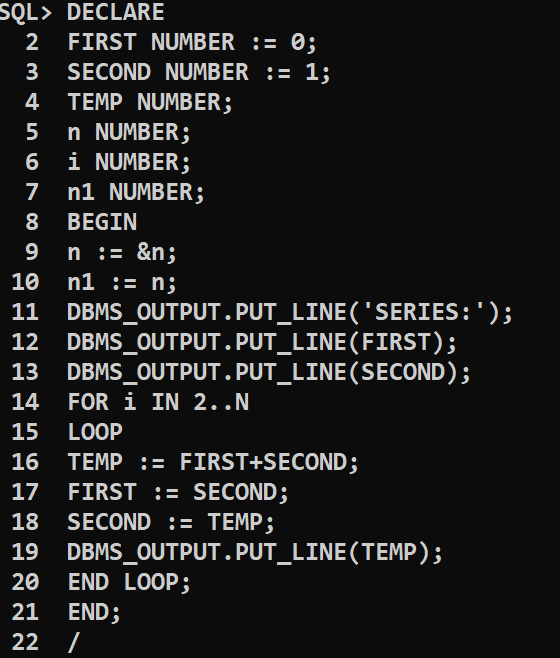 SQL> DECLARE
2 FIRST NUMBER := 0;
3 SECOND NUMBER := 1;
4 TEMP NUMBER;
5 n NUMBER;
6 i NUMBER;
7 n1 NUMBER;
8 BEGIN
9 n := &n;
10 n1 := n;
11 DBMS_OUTPUT.PUT_LINE('SERIES:');
12 DBMS_OUTPUT.PUT_LINE(FIRST);
13 DBMS_OUTPUT.PUT_LINE(SECOND);
14 FOR i IN 2..N
15 LOOP
16 TEMP := FIRST+SECOND;
17 FIRST := SECOND;
18 SECOND := TEMP;
19 DBMS_OUTPUT.PUT_LINE(TEMP);
20 END LOOP;
21 END;
22 /